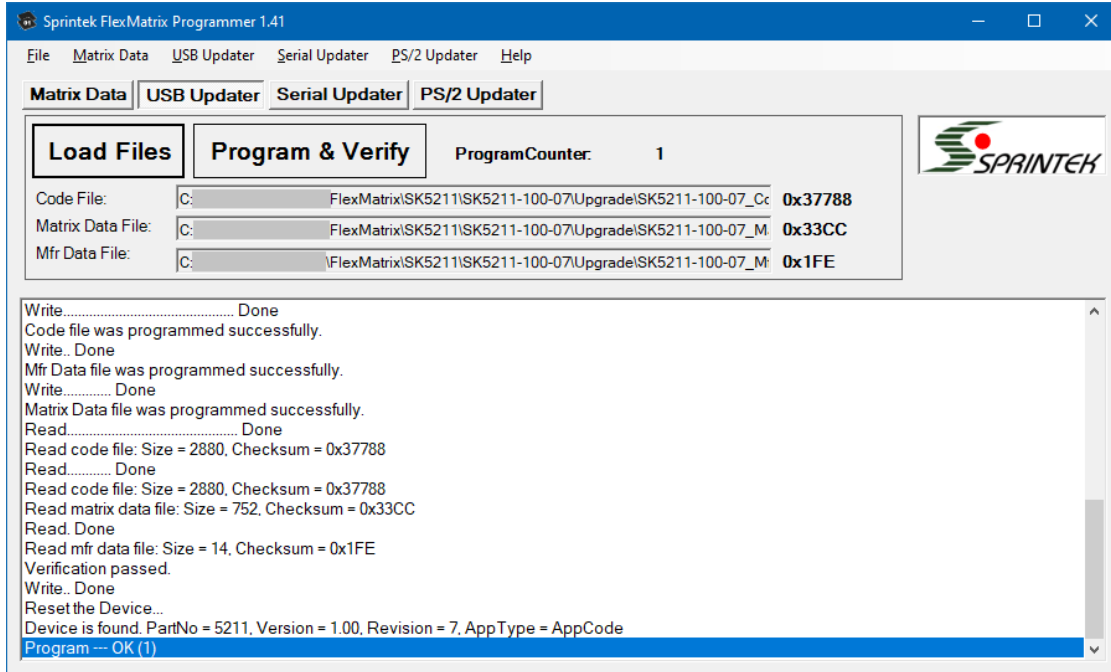 Sprintek FlexMatrix Programmer 1.41
File Matrix Data USB Updater Serial Updater PS/2 Updater Help
Matrix Data USB Updater Serial Updater PS/2 Updater
Load Files Program & Verify ProgramCounter: 1
SPRINTEK
Code File: C: FlexMatrix\SK5211\SK5211-100-07\Upgrade\SK5211-100-07_Co 0x37788
Matrix Data File: C: FlexMatrix\SK5211\SK5211-100-07\Upgrade\SK5211-100-07_M 0x33CC
Mfr Data File: C: \FlexMatrix\SK5211\SK5211-100-07\Upgrade\SK5211-100-07_M 0x1FE
Write............................................. Done
Code file was programmed successfully.
Write.. Done
Mfr Data file was programmed successfully.
Write............ Done
Matrix Data file was programmed successfully.
Read............................................. Done
Read code file: Size = 2880, Checksum = 0x37788
Read............ Done
Read code file: Size = 2880, Checksum = 0x37788
Read matrix data file: Size = 752, Checksum = 0x33CC
Read. Done
Read mfr data file: Size = 14, Checksum = 0x1FE
Verification passed.
Write.. Done
Reset the Device...
Device is found. PartNo = 5211, Version = 1.00, Revision = 7, AppType = AppCode
Program --- OK (1)